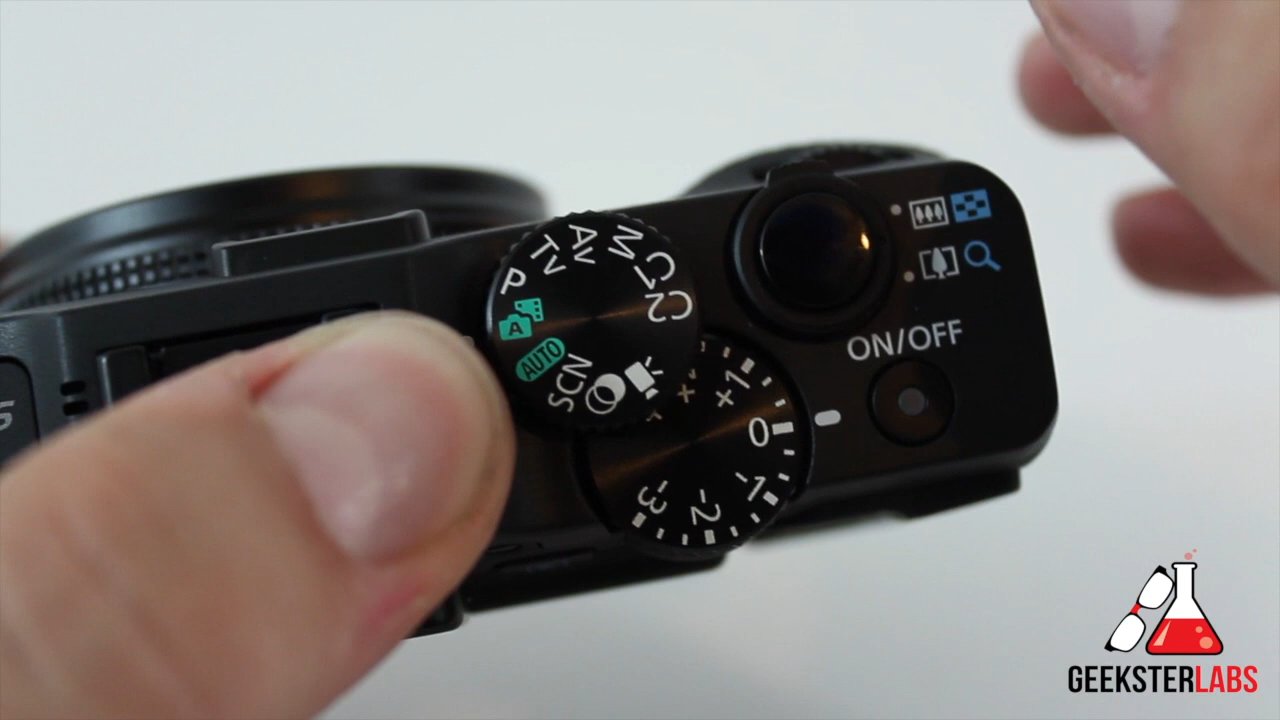 M
AV
TV
P
A
AUTO
SCN
C1
C2
ON/OFF
+1
0
-1
-2
-3
GEEKSTERLABS